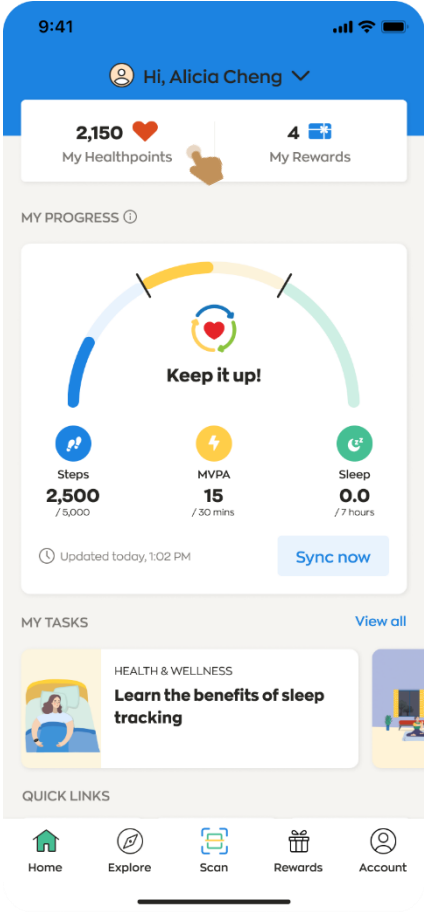 9:41
Hi, Alicia Cheng
2,150
4
My Healthpoints
My Rewards
MY PROGRESS
Keep it up!
Steps
MVPA
Sleep
2,500
15
0.0
/ 5,000
/ 30 mins
/ 7 hours
Updated today, 1:02 PM
Sync now
MY TASKS
View all
HEALTH & WELLNESS
Learn the benefits of sleep
tracking
QUICK LINKS
Home
Explore
Scan
Rewards
Account